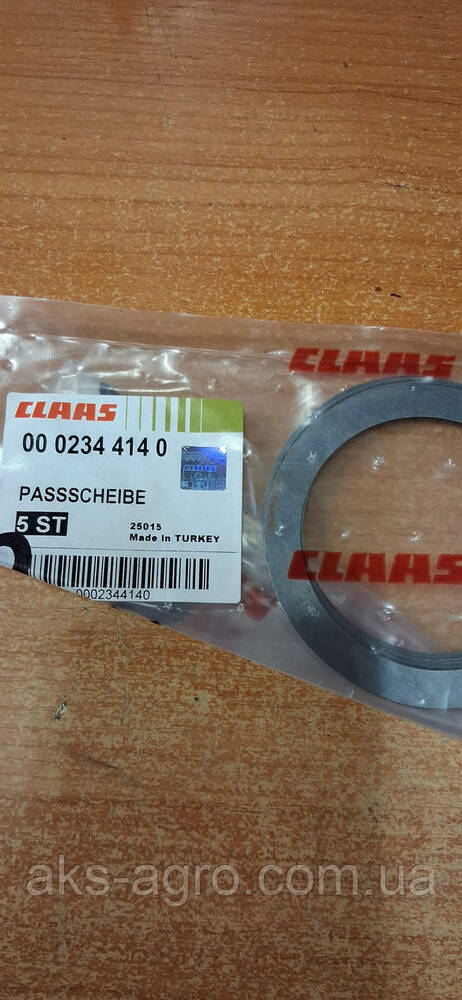 CLAAS
CLAAS
00 0234 414 0
CLAAS
PASSSCHEIBE
5 ST
25015
Made in TURKEY
CLAAS
0002344140
aks-agro.com.ua